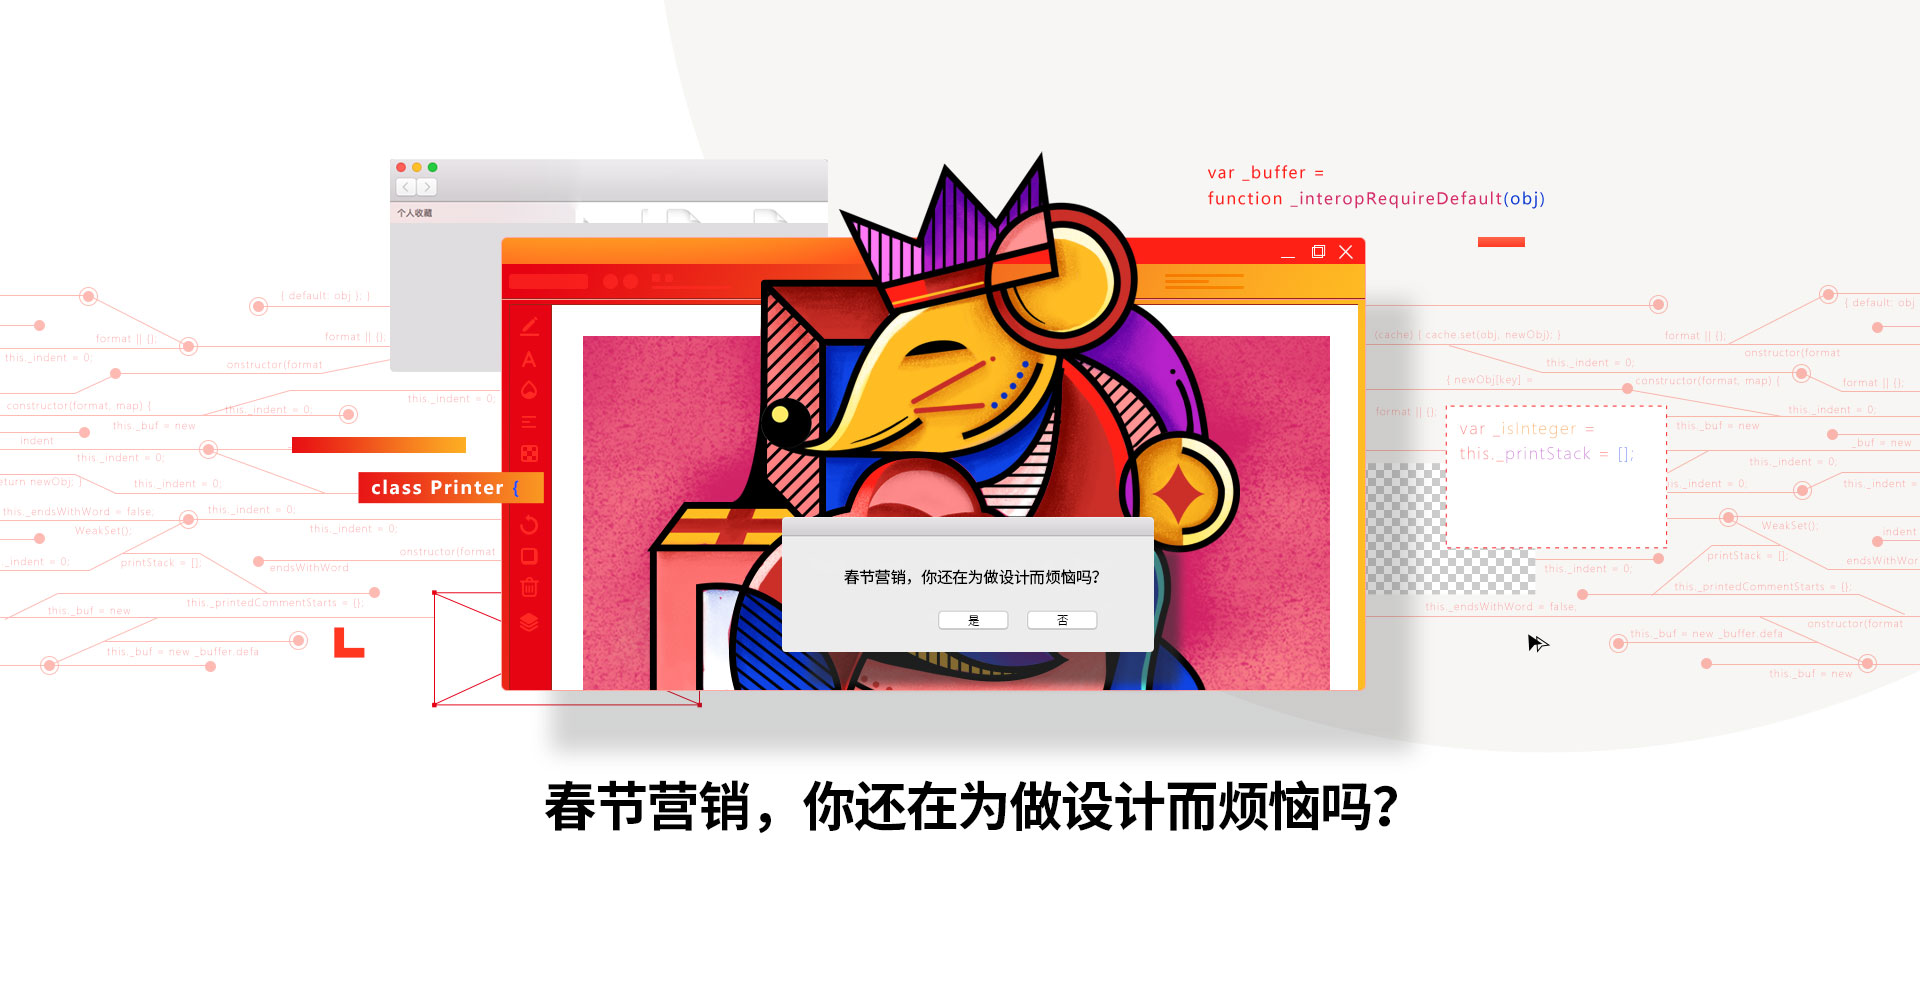 var _buffer =
function _interopRequireDefault(obj)
个人收藏
{ default: obj }; }
format || {};
format || {};
this._indent = 0;
onstructor(format
this._indent = 0;
constructor(format, map) {
this._indent = 0;
this._buf = new
indent
this._indent = 0;
eturn newObj; }
this._indent = 0;
class Printer {
this._endsWithWord = false;
this._indent = 0;
WeakSet();
this._indent = 0;
onstructor(format
_indent = 0;
printStack = [];
endsWithWord
this._buf = new
this._printedCommentStarts = {};
this._buf = new _buffer.defa
{ default: obj
(cache) { cache.set(obj, newObj); }
format || {};
onstructor(format
this._indent = 0;
{ newObj[key] =
constructor(format, map) {
format || {};
format || {};
this._indent = 0;
var _isInteger =
this._printStack = [];
this._buf = new
_buf = new
this._indent = 0;
is._indent = 0;
this._indent =
WeakSet();
indent
printStack = [];
endsWithWor
this._indent = 0;
this._printedCommentStarts = {};
this._endsWithWord = false;
onstructor(format
this._buf = new _buffer.defa
this._buf = new
A
春节营销，你还在为做设计而烦恼吗？
是
否
春节营销，你还在为做设计而烦恼吗？